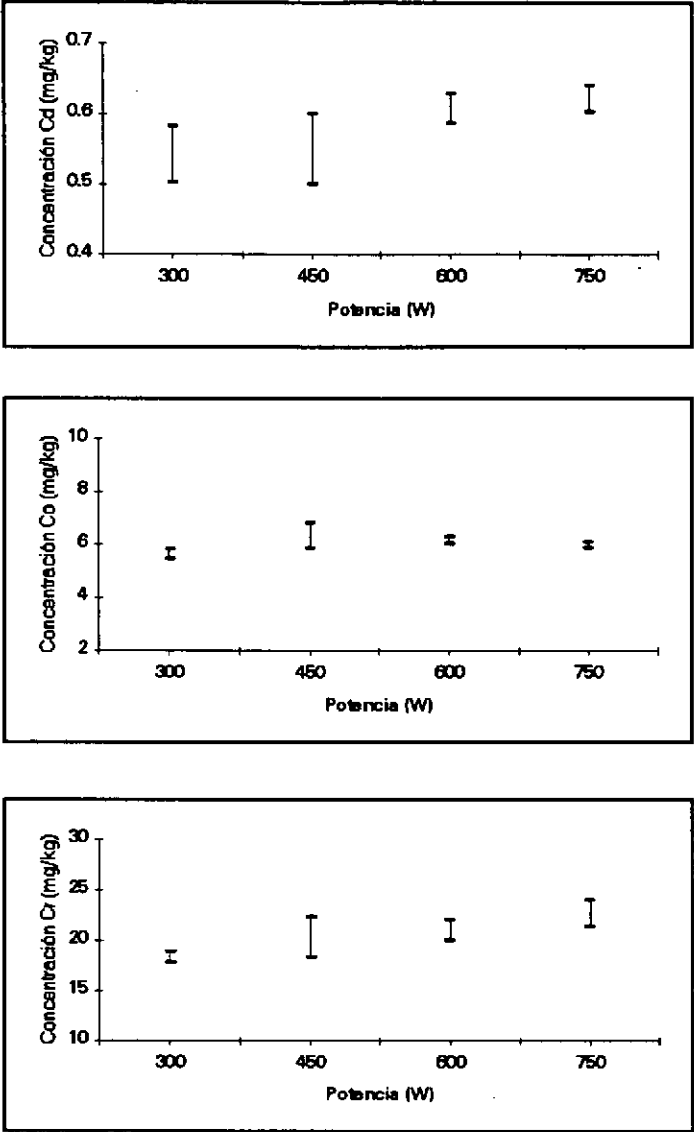 Concentración Cd (mg/kg)
0.7
0.6
0.5
0.4
300 450 600 750
Potencia (W)
Concentración Co (mg/kg)
10
8
6
4
2
300 450 600 750
Potencia (W)
Concentración Cr (mg/kg)
30
25
20
15
10
300 450 600 750
Potencia (W)